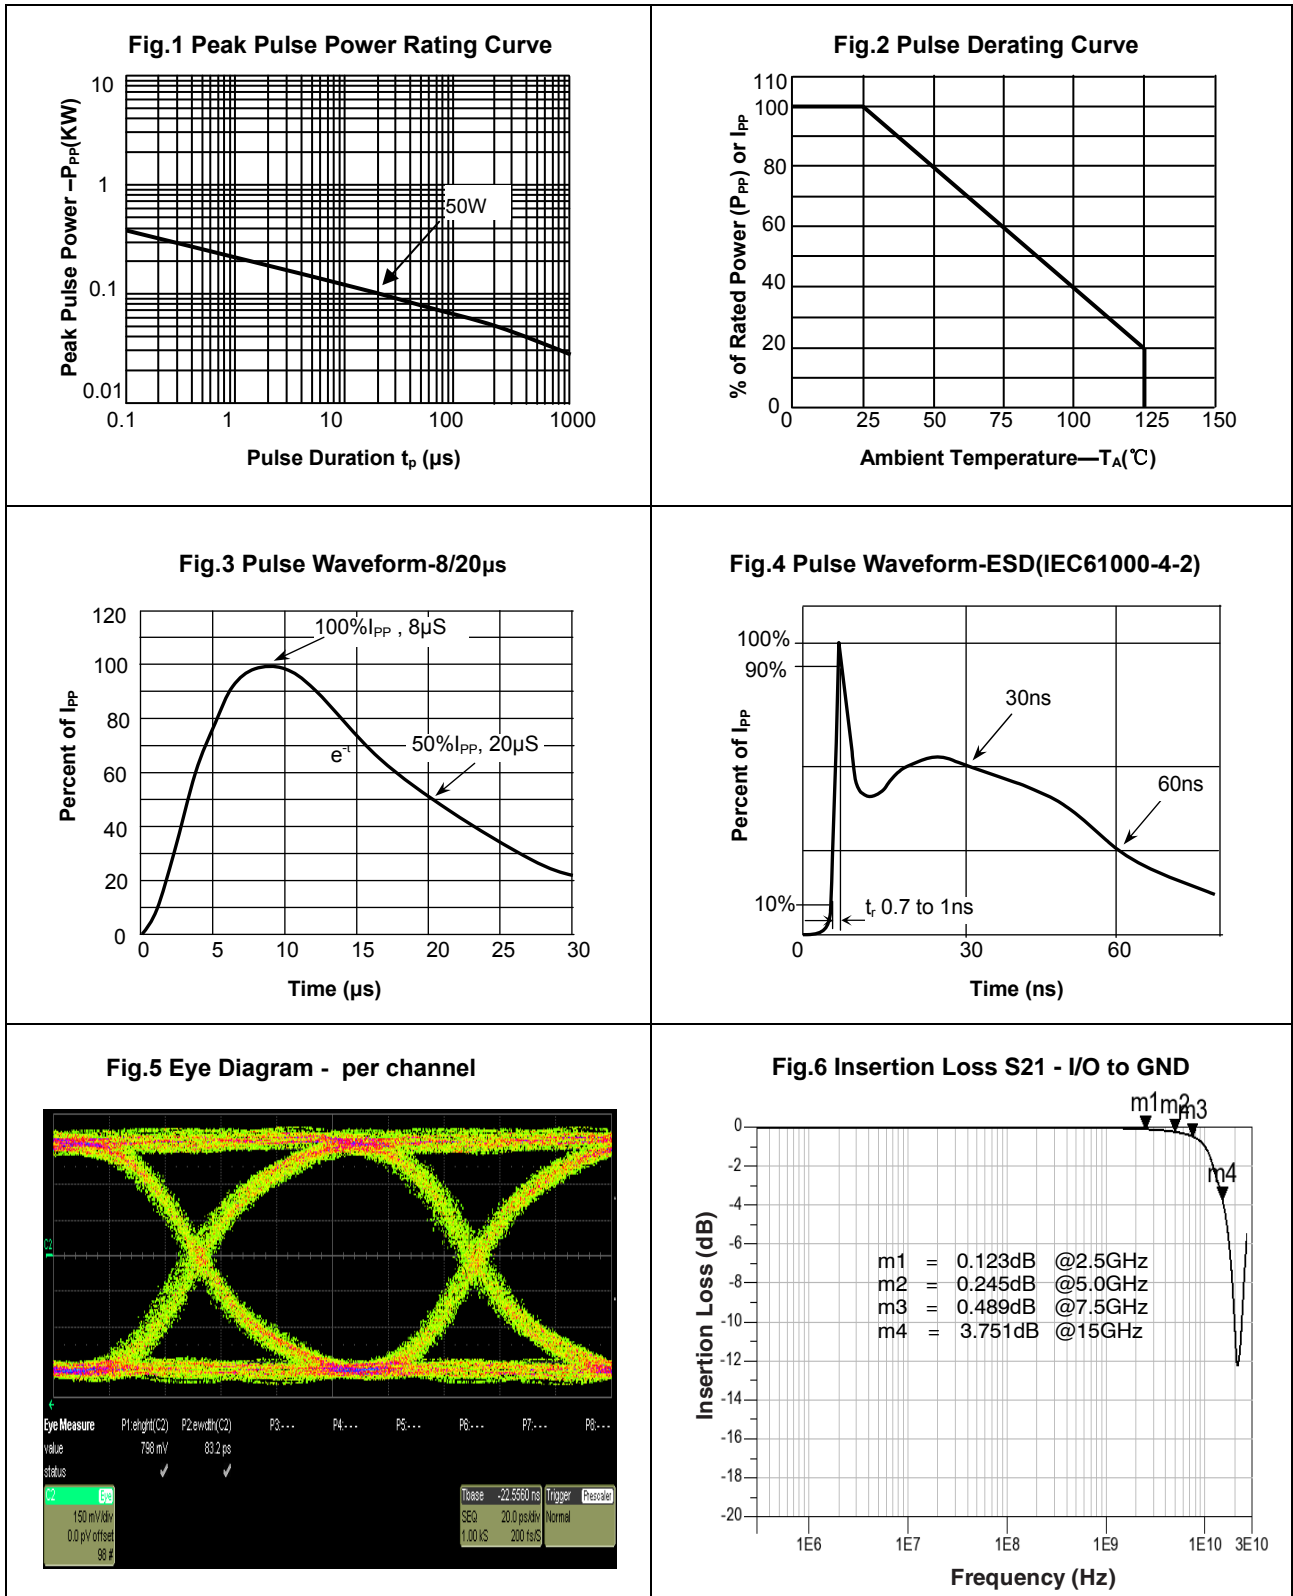 Fig.1 Peak Pulse Power Rating Curve
Peak Pulse Power –PPP(KW)
10
1
0.1
0.01
50W
0.1 1 10 100 1000
Pulse Duration tp (µs)
Fig.2 Pulse Derating Curve
% of Rated Power (PPP) or IPP
110
100
80
60
40
20
0
0 25 50 75 100 125 150
Ambient Temperature—TA(℃)
Fig.3 Pulse Waveform-8/20µs
Percent of IPP
120
100
80
60
40
20
0
100%IPP , 8µS
e-t
50%IPP, 20µS
0 5 10 15 20 25 30
Time (µs)
Fig.4 Pulse Waveform-ESD(IEC61000-4-2)
Percent of IPP
100%
90%
10%
30ns
60ns
tr 0.7 to 1ns
0 30 60
Time (ns)
Fig.5 Eye Diagram - per channel
C2
Eye Measure P1:ehght(C2) P2:ewdth(C2) P3:- - - P4:- - - P5:- - - P6:- - - P7:- - - P8:- - -
value 798 mV 83.2 ps
status
C2 Eye
150 mV/div
0.0 pV offset
98 #
Tbase -22.5560 ns
SEQ 20.0 ps/div
1.00 kS 200 fs/S
Trigger Prescaler
Normal
Fig.6 Insertion Loss S21 - I/O to GND
Insertion Loss (dB)
m1 m2 m3
m4
0
-2
-4
-6
-8
-10
-12
-14
-16
-18
-20
m1 = 0.123dB @2.5GHz
m2 = 0.245dB @5.0GHz
m3 = 0.489dB @7.5GHz
m4 = 3.751dB @15GHz
1E6 1E7 1E8 1E9 1E10 3E10
Frequency (Hz)